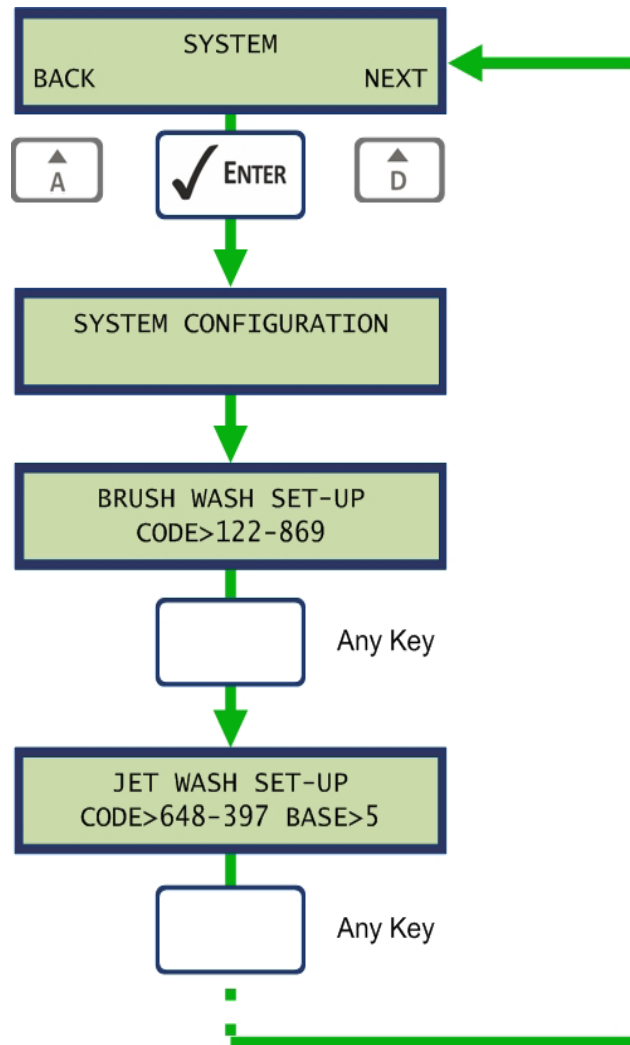 SYSTEM
BACK NEXT
A
ENTER
D
SYSTEM CONFIGURATION
BRUSH WASH SET-UP
CODE>122-869
Any Key
JET WASH SET-UP
CODE>648-397 BASE>5
Any Key